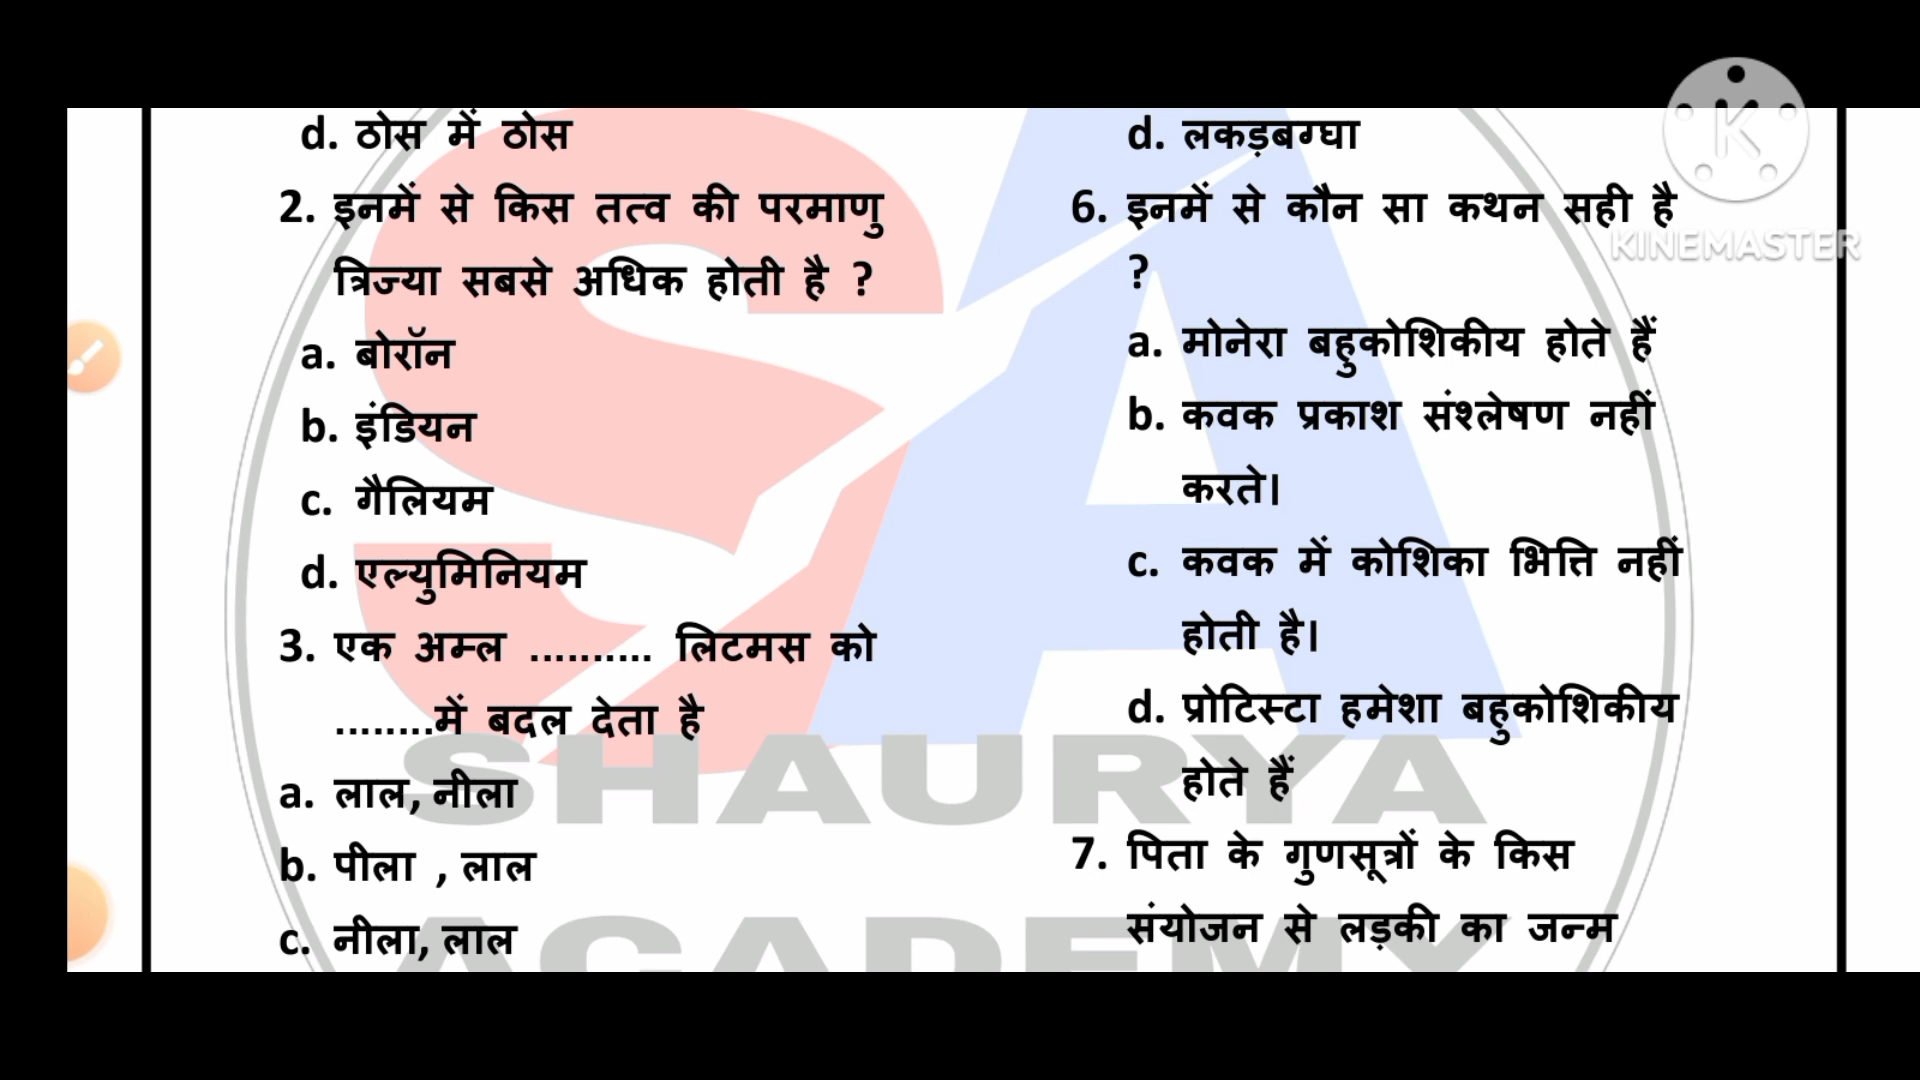 d. ठोस में ठोस
2. इनमें से किस तत्व की परमाणु
त्रिज्या सबसे अधिक होती है ?
a. बोरॉन
b. इंडियन
c. गैलियम
d. एल्युमिनियम
3. एक अम्ल .......... लिटमस को
........में बदल देता है
a. लाल, नीला
b. पीला , लाल
c. नीला, लाल
d. लकड़बग्घा
6. इनमें से कौन सा कथन सही है
?
a. मोनेरा बहुकोशिकीय होते हैं
b. कवक प्रकाश संश्लेषण नहीं
करते।
c. कवक में कोशिका भित्ति नहीं
होती है।
d. प्रोटिस्टा हमेशा बहुकोशिकीय
होते हैं
7. पिता के गुणसूत्रों के किस
संयोजन से लड़की का जन्म
SHAURYA
ACADEMY
K
KINEMASTER